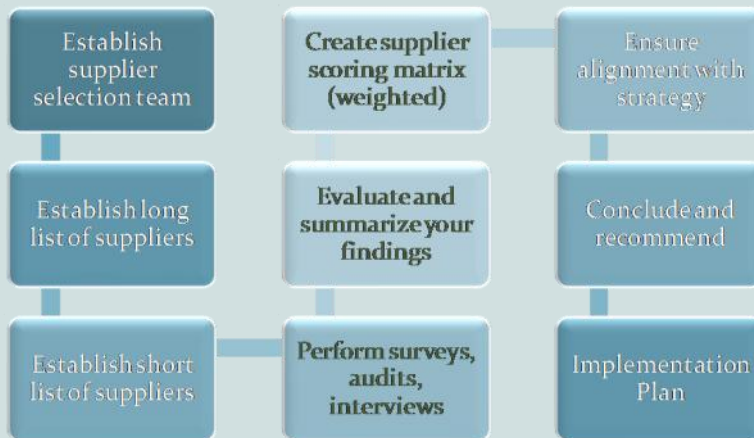 Establish
supplier
selection team
Establish long
list of suppliers
Establish short
list of suppliers
Perform surveys,
audits,
interviews
Evaluate and
summarize your
findings
Create supplier
scoring matrix
(weighted)
Ensure
alignment with
strategy
Conclude and
recommend
Implementation
Plan